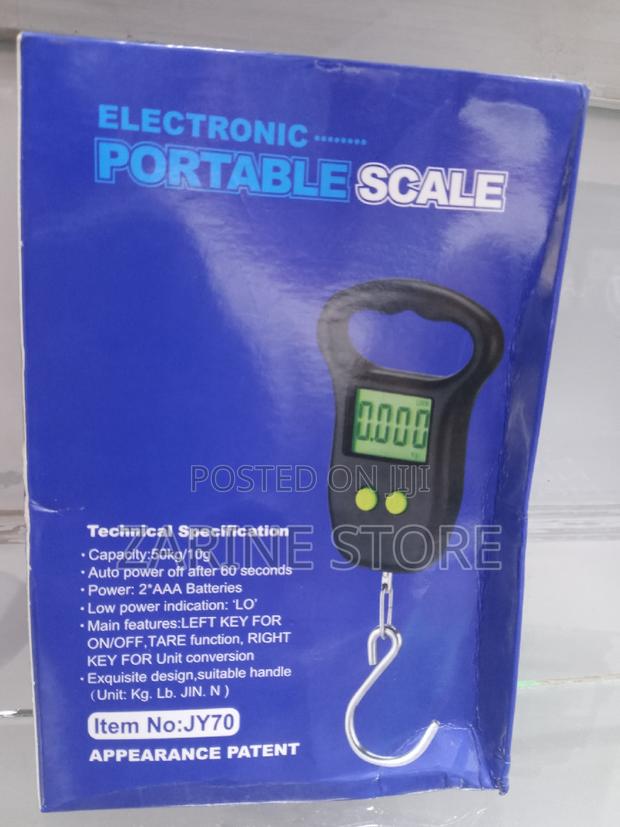 ELECTRONIC ........
PORTABLE SCALE
0.000
POSTED ON JIJI
ZARINE STORE
Technical Specification
· Capacity:50kg/10g
· Auto power off after 60 seconds
· Power: 2*AAA Batteries
· Low power indication: 'LO'
· Main features:LEFT KEY FOR
ON/OFF,TARE function, RIGHT
KEY FOR Unit conversion
· Exquisite design,suitable handle
(Unit: Kg. Lb. JIN. N )
Item No:JY70
APPEARANCE PATENT